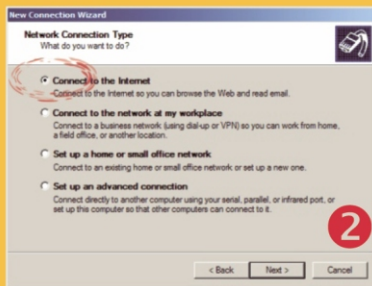 New Connection Wizard
Network Connection Type
What do you want to do?
Connect to the Internet
Connect to the Internet so you can browse the Web and read email.
Connect to the network at my workplace
Connect to a business network (using dial-up or VPN) so you can work from home,
a field office, or another location.
Set up a home or small office network
Connect to an existing home or small office network or set up a new one.
Set up an advanced connection
Connect directly to another computer using your serial, parallel, or infrared port, or
set up this computer so that other computers can connect to it.
2
< Back Next > Cancel